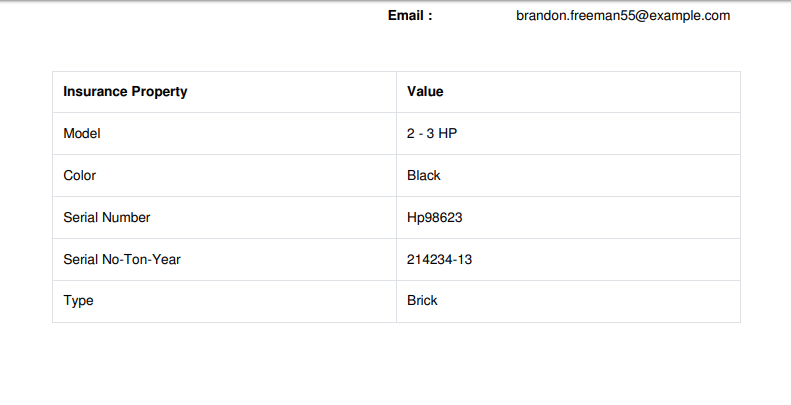 Email : brandon.freeman55@example.com
Insurance Property Value
Model 2 - 3 HP
Color Black
Serial Number Hp98623
Serial No-Ton-Year 214234-13
Type Brick